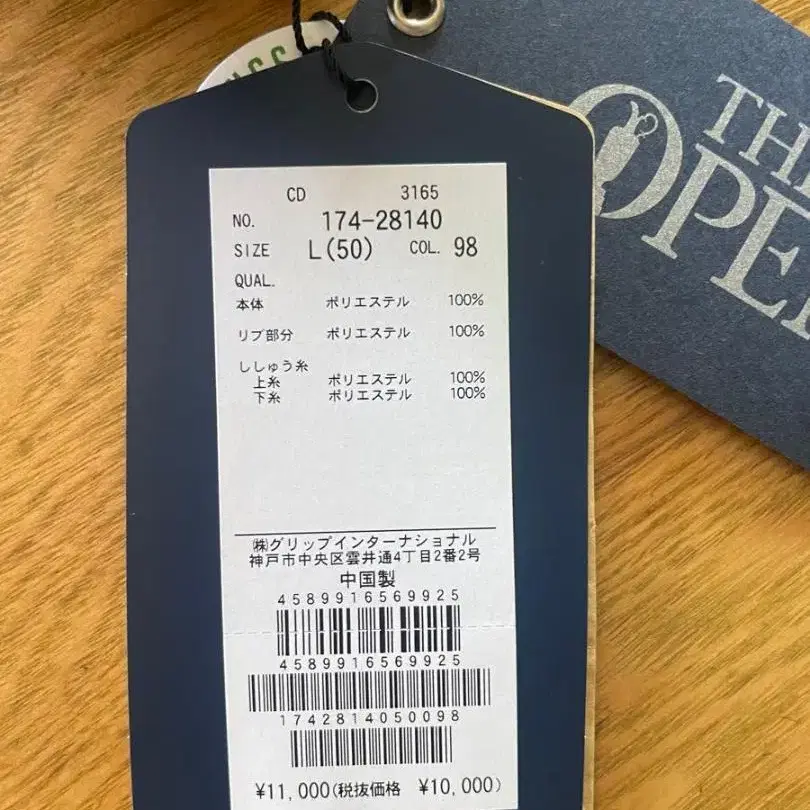 THE
OPEN
CD 3165
NO. 174-28140
SIZE L(50) COL. 98
QUAL.
本体 ポリエステル 100%
リブ部分 ポリエステル 100%
ししゅう糸
上糸 ポリエステル 100%
下糸 ポリエステル 100%
㈱グリップインターナショナル
神戸市中央区雲井通4丁目2番2号
中国製
4589916569925
4589916569925
1742814050098
¥11,000(税抜価格 ¥10,000)